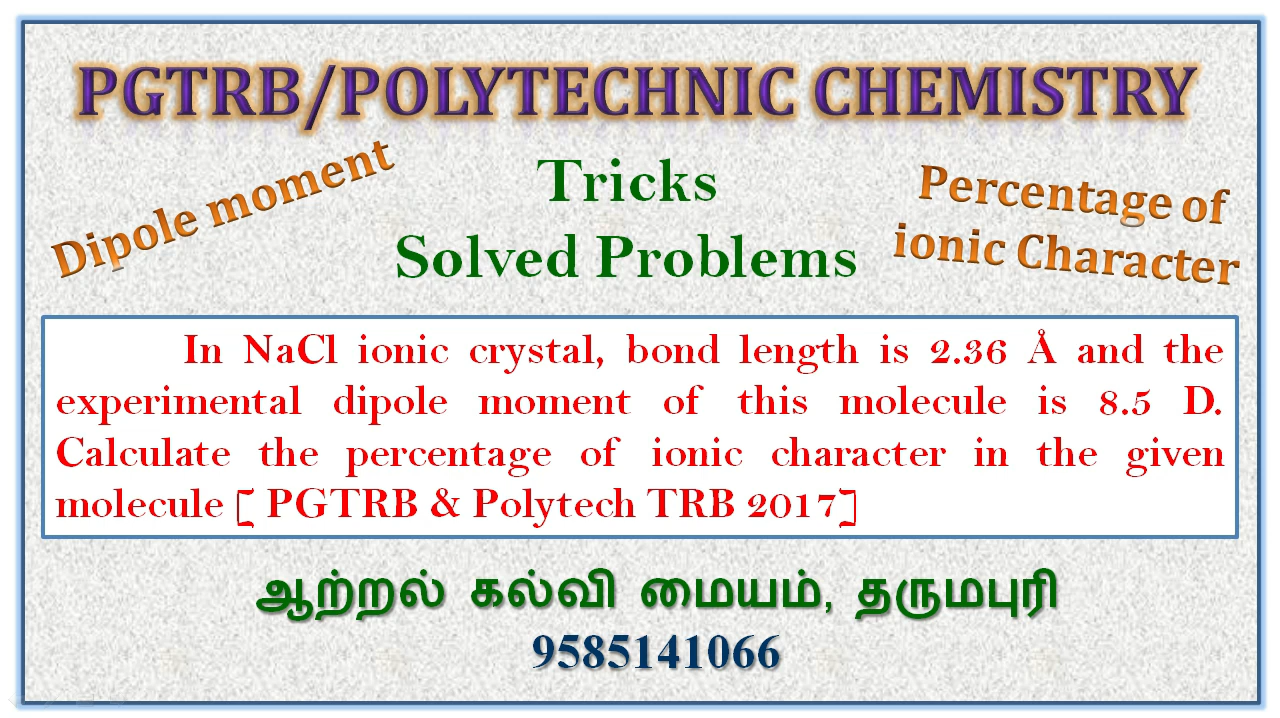 PGTRB/POLYTECHNIC CHEMISTRY
Dipole moment
Tricks
Solved Problems
Percentage of
ionic Character
In NaCl ionic crystal, bond length is 2.36 Å and the
experimental dipole moment of this molecule is 8.5 D.
Calculate the percentage of ionic character in the given
molecule [ PGTRB & Polytech TRB 2017]
ஆற்றல் கல்வி மையம், தருமபுரி
9585141066